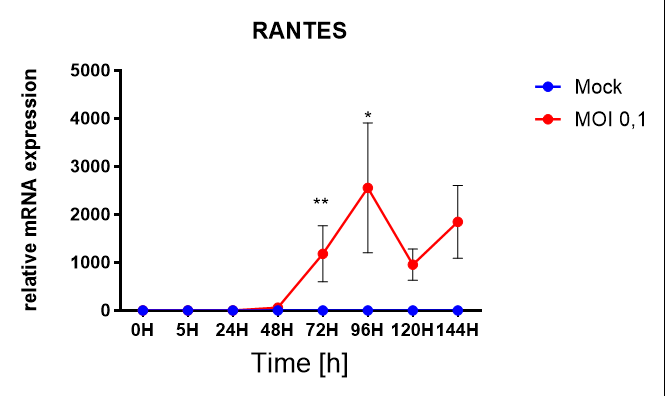 RANTES
relative mRNA expression
5000
4000
3000
2000
1000
0
0H 5H 24H 48H 72H 96H 120H 144H
Time [h]
**
*
Mock
MOI 0,1